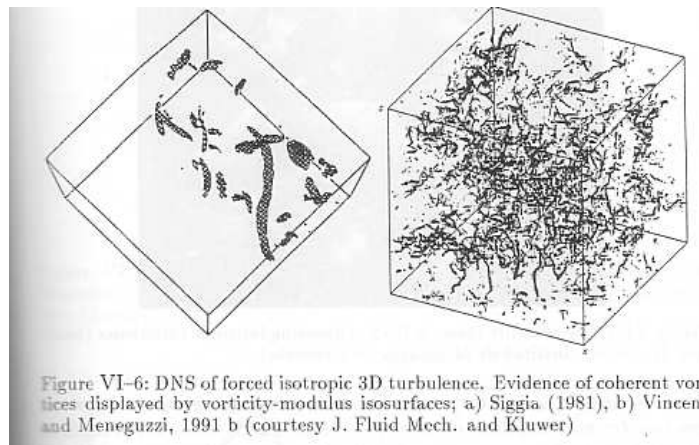 Figure VI–6: DNS of forced isotropic 3D turbulence. Evidence of coherent vor
tices displayed by vorticity-modulus isosurfaces; a) Siggia (1981), b) Vincen
and Meneguzzi, 1991 b (courtesy J. Fluid Mech. and Kluwer)